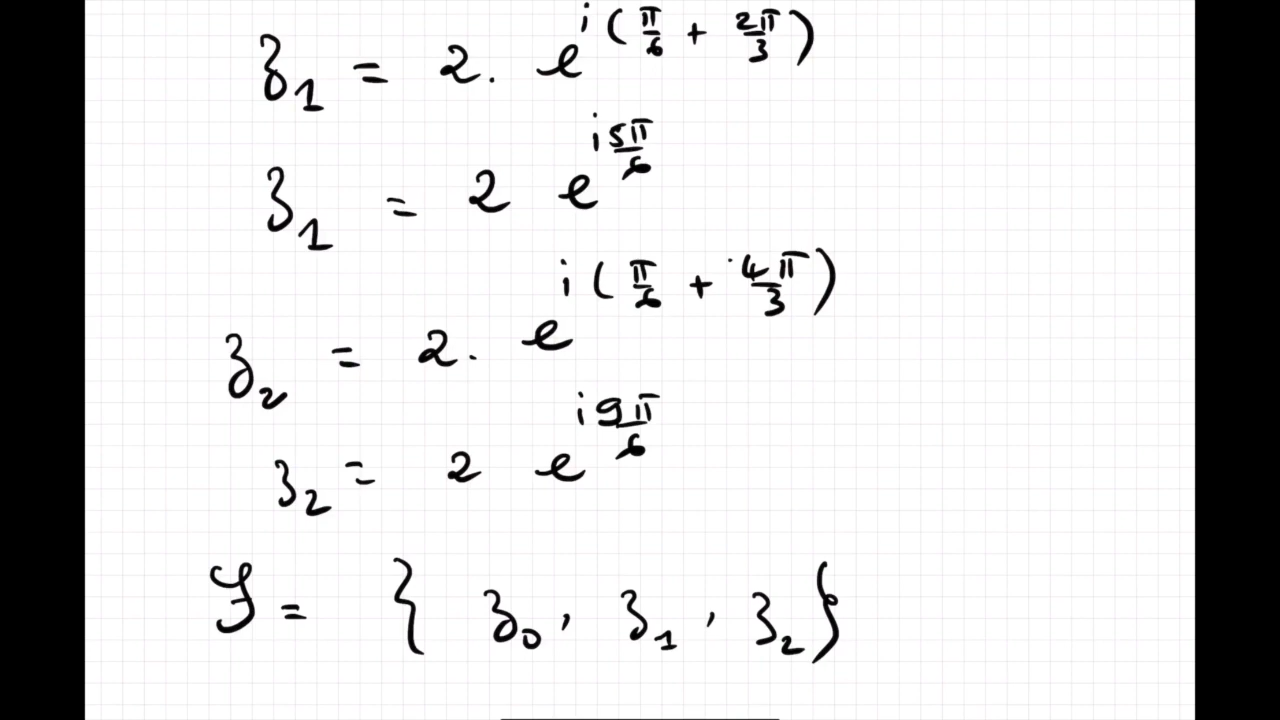 z₁ = 2. e^{i(π/6 + 2π/3)}
z₁ = 2 e^{i5π/6}
z₂ = 2. e^{i(π/6 + 4π/3)}
z₂ = 2 e^{i9π/6}
𝒮 = { z₀, z₁, z₂ }